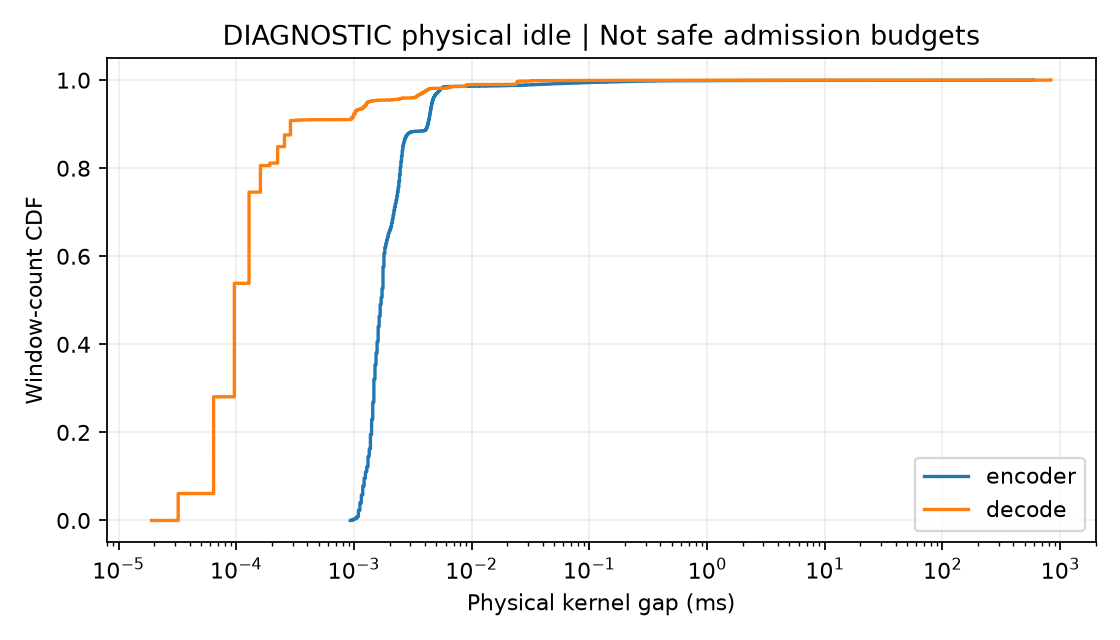 DIAGNOSTIC physical idle | Not safe admission budgets
Window-count CDF
1.0
0.8
0.6
0.4
0.2
0.0
10⁻⁵ 10⁻⁴ 10⁻³ 10⁻² 10⁻¹ 10⁰ 10¹ 10² 10³
Physical kernel gap (ms)
encoder
decode